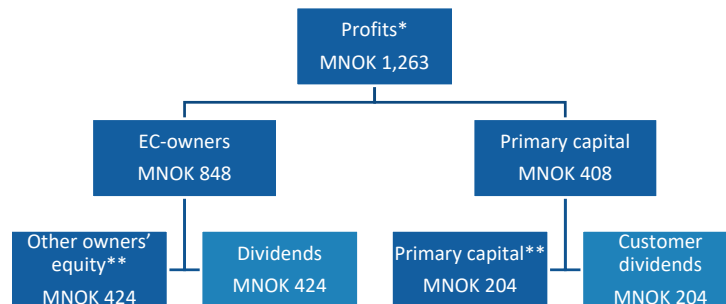 Profits*
MNOK 1,263
EC-owners
MNOK 848
Primary capital
MNOK 408
Other owners’
equity**
MNOK 424
Dividends
MNOK 424
Primary capital**
MNOK 204
Customer
dividends
MNOK 204